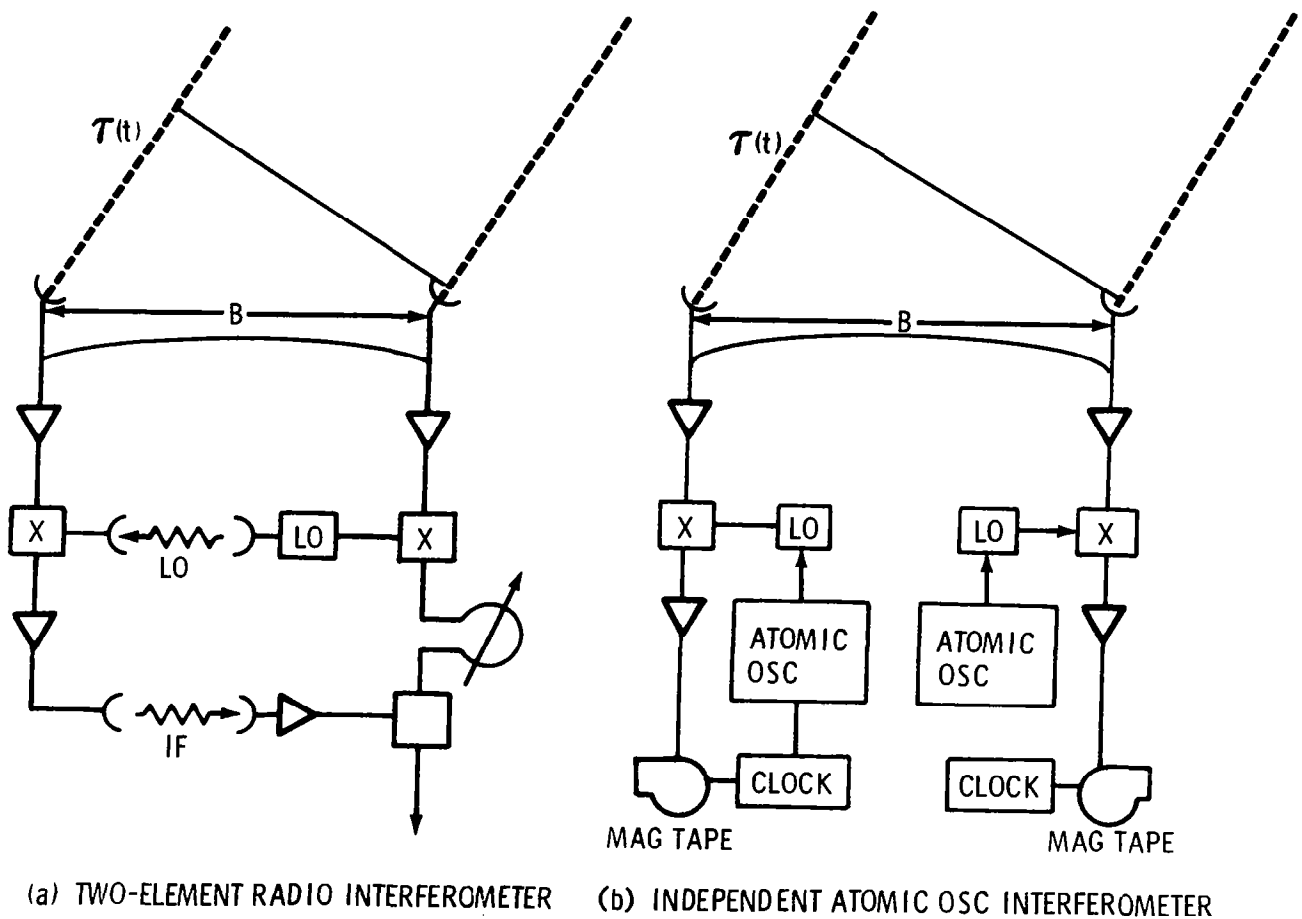 τ(t)
B
X
LO
LO
X
IF
(a) TWO-ELEMENT RADIO INTERFEROMETER
τ(t)
B
X
LO
LO
X
ATOMIC
OSC
ATOMIC
OSC
CLOCK
CLOCK
MAG TAPE
MAG TAPE
(b) INDEPENDENT ATOMIC OSC INTERFEROMETER